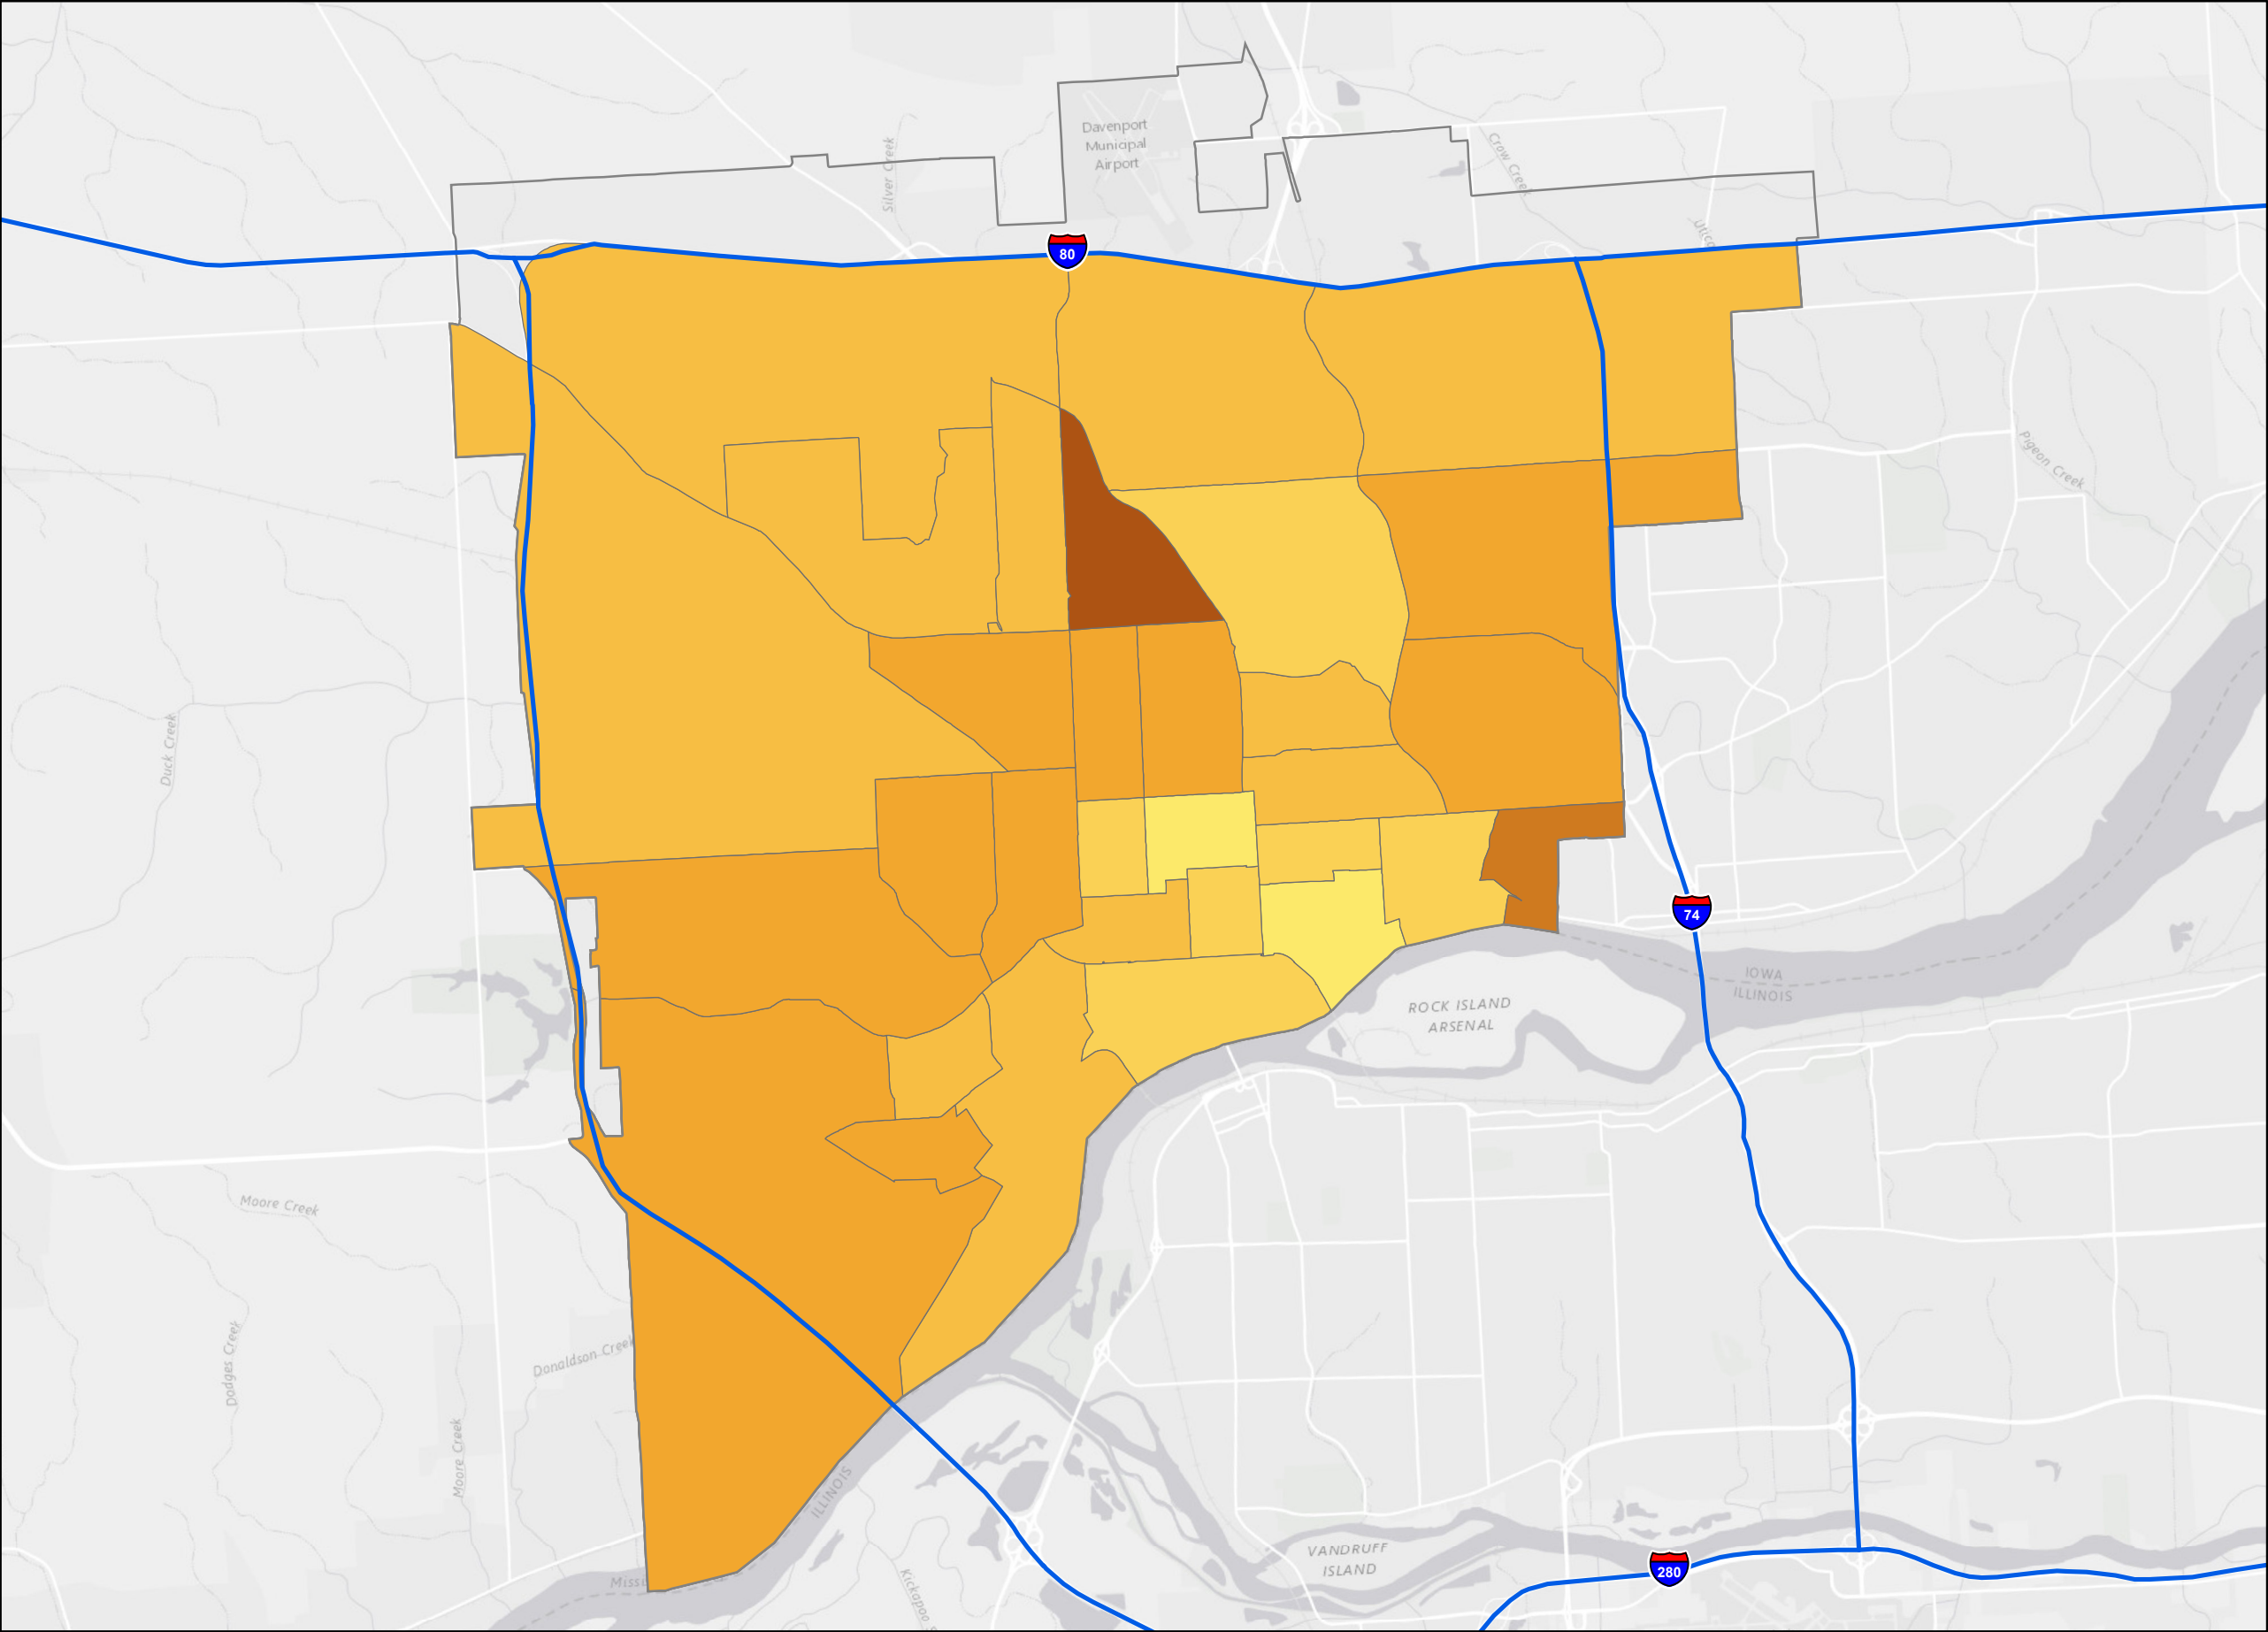 Davenport
Municipal
Airport
Silver Creek
Crow Creek
80
Pigeon Creek
Duck Creek
74
IOWA
ILLINOIS
ROCK ISLAND
ARSENAL
Moore Creek
Donaldson Creek
Dodges Creek
Moore Creek
ILLINOIS
VANDRUFF
ISLAND
280
Kickapoo